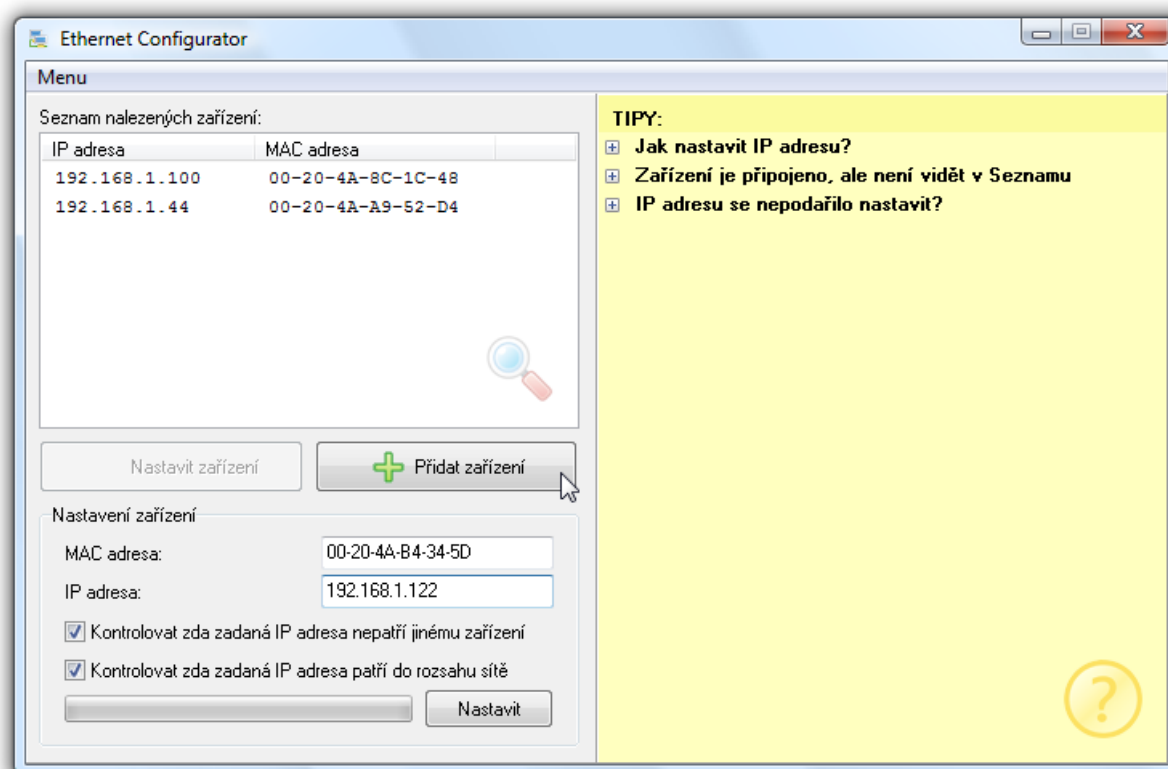 Ethernet Configurator
Menu
Seznam nalezených zařízení:
IP adresa MAC adresa
192.168.1.100 00-20-4A-8C-1C-48
192.168.1.44 00-20-4A-A9-52-D4
Nastavit zařízení Přidat zařízení
Nastavení zařízení
MAC adresa: 00-20-4A-B4-34-5D
IP adresa: 192.168.1.122
Kontrolovat zda zadaná IP adresa nepatří jinému zařízení
Kontrolovat zda zadaná IP adresa patří do rozsahu sítě
Nastavit
TIPY:
Jak nastavit IP adresu?
Zařízení je připojeno, ale není vidět v Seznamu
IP adresu se nepodařilo nastavit?
?